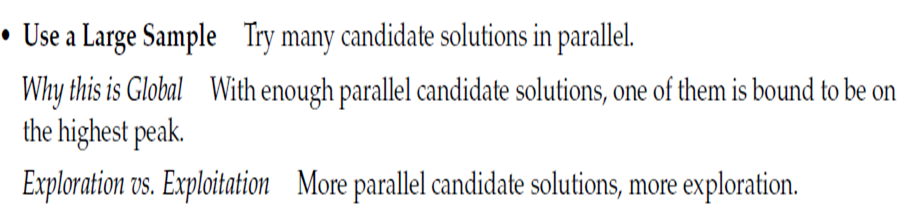 • Use a Large Sample Try many candidate solutions in parallel.
Why this is Global With enough parallel candidate solutions, one of them is bound to be on
the highest peak.
Exploration vs. Exploitation More parallel candidate solutions, more exploration.